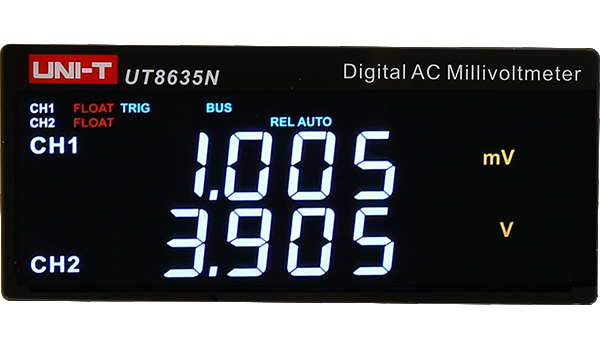 UNI-T UT8635N Digital AC Millivoltmeter
CH1 FLOAT TRIG BUS
CH2 FLOAT REL AUTO
CH1 1.005 mV
3.905 V
CH2